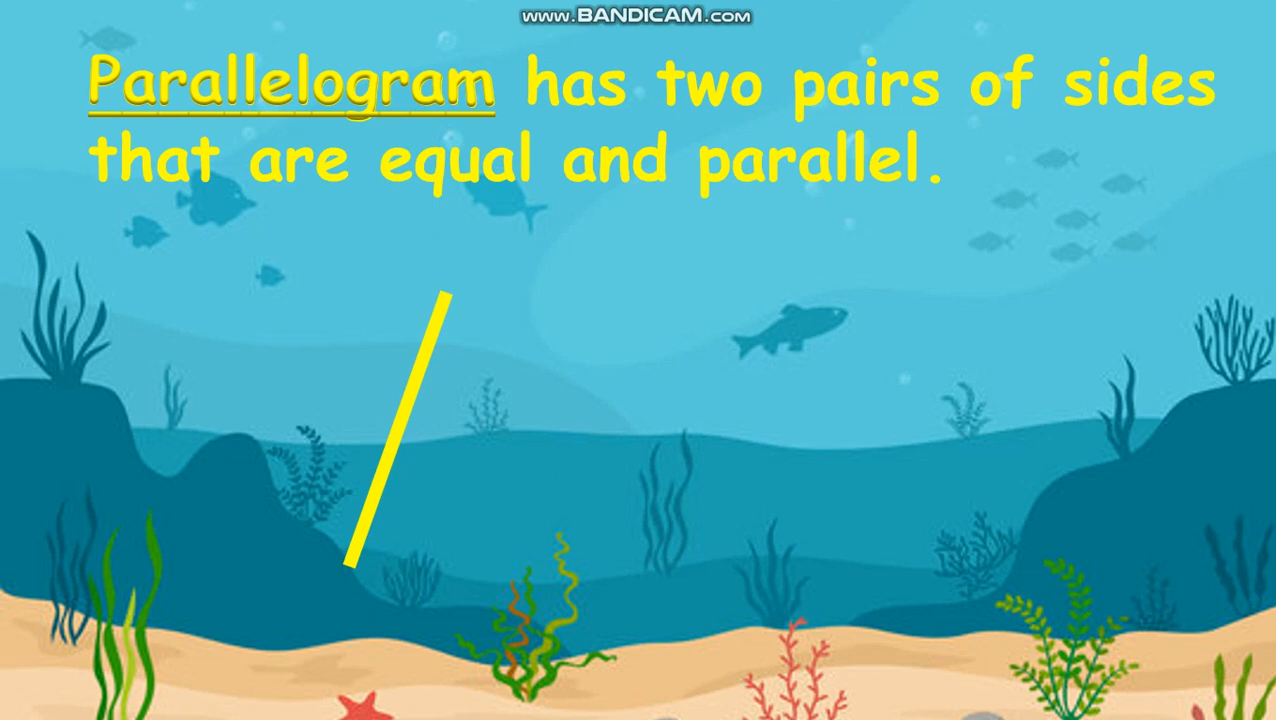 www.BANDICAM.com
Parallelogram has two pairs of sides
that are equal and parallel.